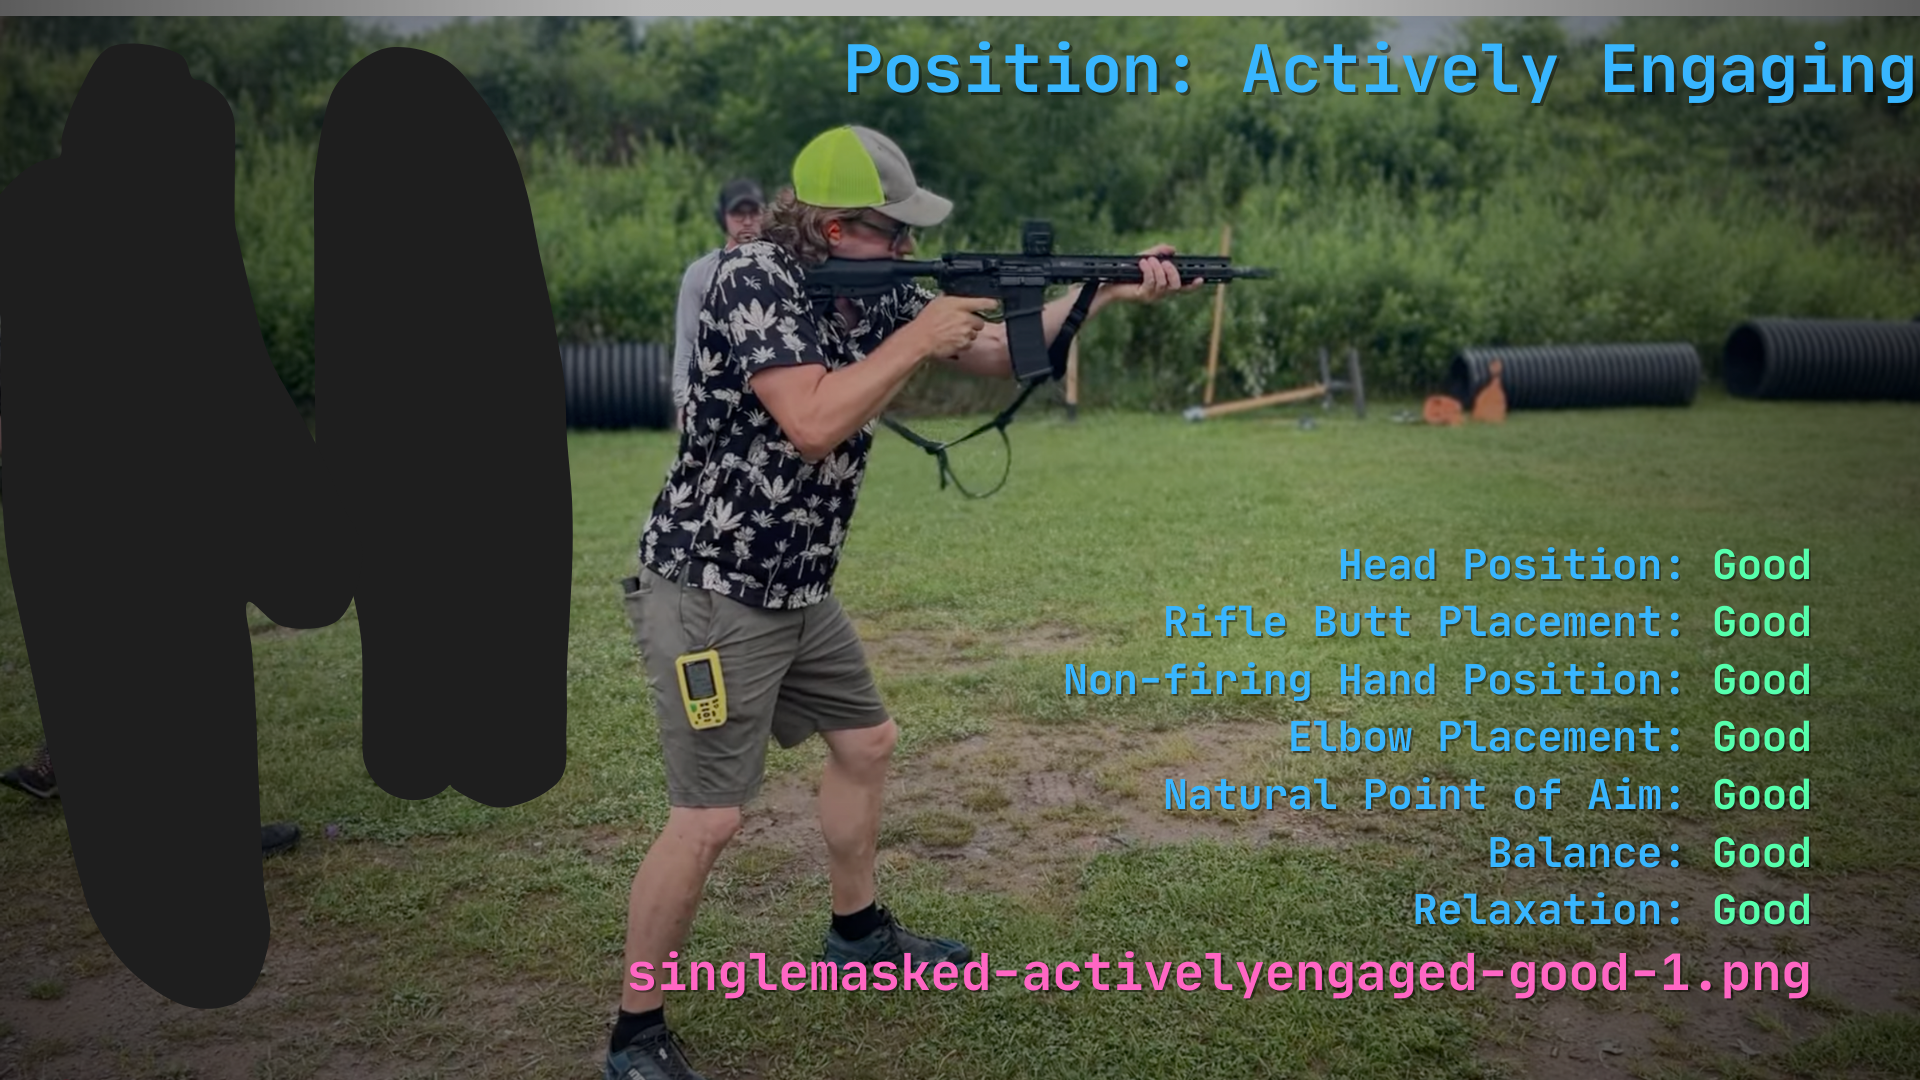 Position: Actively Engaging
Head Position: Good
Rifle Butt Placement: Good
Non-firing Hand Position: Good
Elbow Placement: Good
Natural Point of Aim: Good
Balance: Good
Relaxation: Good
singlemasked-activelyengaged-good-1.png